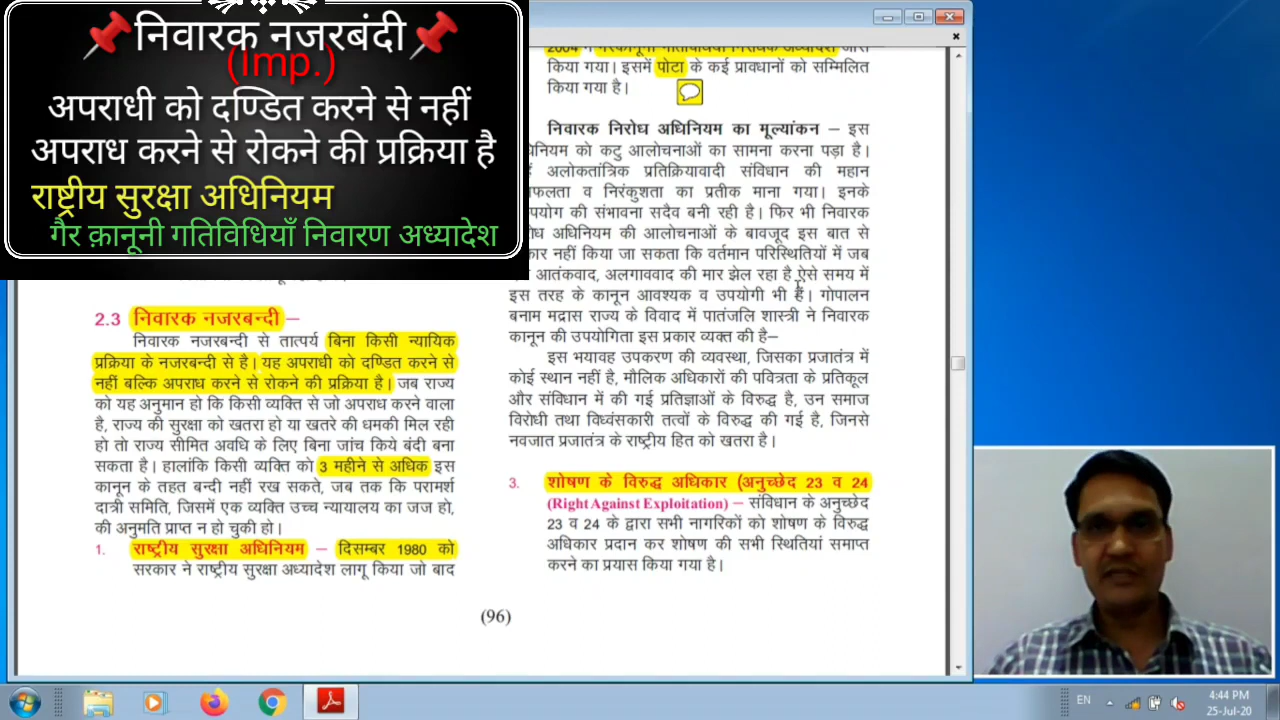 निवारक नजरबंदी
(Imp.)
अपराधी को दण्डित करने से नहीं
अपराध करने से रोकने की प्रक्रिया है
राष्ट्रीय सुरक्षा अधिनियम
गैर क़ानूनी गतिविधियाँ निवारण अध्यादेश
2.3 निवारक नजरबन्दी –
निवारक नजरबन्दी से तात्पर्य बिना किसी न्यायिक
प्रक्रिया के नजरबन्दी से है। यह अपराधी को दण्डित करने से
नहीं बल्कि अपराध करने से रोकने की प्रक्रिया है। जब राज्य
को यह अनुमान हो कि किसी व्यक्ति से जो अपराध करने वाला
है, राज्य की सुरक्षा को खतरा हो या खतरे की धमकी मिल रही
हो तो राज्य सीमित अवधि के लिए बिना जांच किये बंदी बना
सकता है। हालांकि किसी व्यक्ति को 3 महीने से अधिक इस
कानून के तहत बन्दी नहीं रख सकते, जब तक कि परामर्श
दात्री समिति, जिसमें एक व्यक्ति उच्च न्यायालय का जज हो,
की अनुमति प्राप्त न हो चुकी हो।
1. राष्ट्रीय सुरक्षा अधिनियम – दिसम्बर 1980 को
सरकार ने राष्ट्रीय सुरक्षा अध्यादेश लागू किया जो बाद
किया गया। इसमें पोटा के कई प्रावधानों को सम्मिलित
किया गया है।
निवारक निरोध अधिनियम का मूल्यांकन – इस
को कटु आलोचनाओं का सामना करना पड़ा है।
अलोकतांत्रिक प्रतिक्रियावादी संविधान की महान
व निरंकुशता का प्रतीक माना गया। इनके
की संभावना सदैव बनी रही है। फिर भी निवारक
अधिनियम की आलोचनाओं के बावजूद इस बात से
नहीं किया जा सकता कि वर्तमान परिस्थितियों में जब
आतंकवाद, अलगाववाद की मार झेल रहा है ऐसे समय में
इस तरह के कानून आवश्यक व उपयोगी भी हैं। गोपालन
बनाम मद्रास राज्य के विवाद में पातंजलि शास्त्री ने निवारक
कानून की उपयोगिता इस प्रकार व्यक्त की है–
इस भयावह उपकरण की व्यवस्था, जिसका प्रजातंत्र में
कोई स्थान नहीं है, मौलिक अधिकारों की पवित्रता के प्रतिकूल
और संविधान में की गई प्रतिज्ञाओं के विरुद्ध है, उन समाज
विरोधी तथा विध्वंसकारी तत्वों के विरुद्ध की गई है, जिनसे
नवजात प्रजातंत्र के राष्ट्रीय हित को खतरा है।
3. शोषण के विरुद्ध अधिकार (अनुच्छेद 23 व 24
(Right Against Exploitation) – संविधान के अनुच्छेद
23 व 24 के द्वारा सभी नागरिकों को शोषण के विरुद्ध
अधिकार प्रदान कर शोषण की सभी स्थितियां समाप्त
करने का प्रयास किया गया है।
(96)
EN
4:44 PM
25-Jul-20